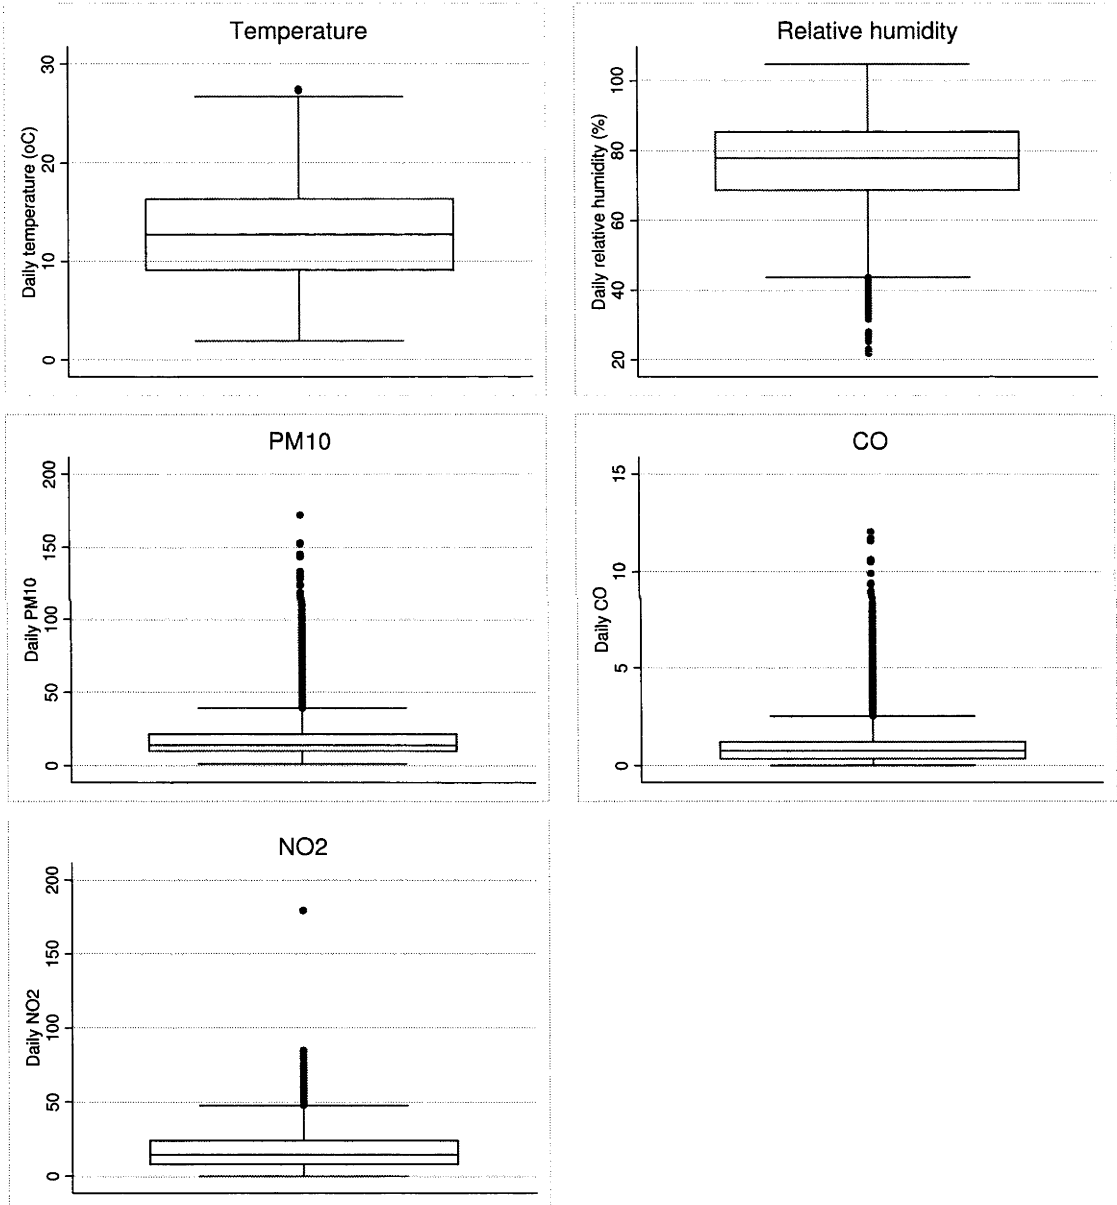 Temperature
Daily temperature (oC)
30
20
10
0
Relative humidity
Daily relative humidity (%)
100
80
60
40
20
PM10
Daily PM10
200
150
100
50
0
CO
Daily CO
15
10
5
0
NO2
Daily NO2
200
150
100
50
0